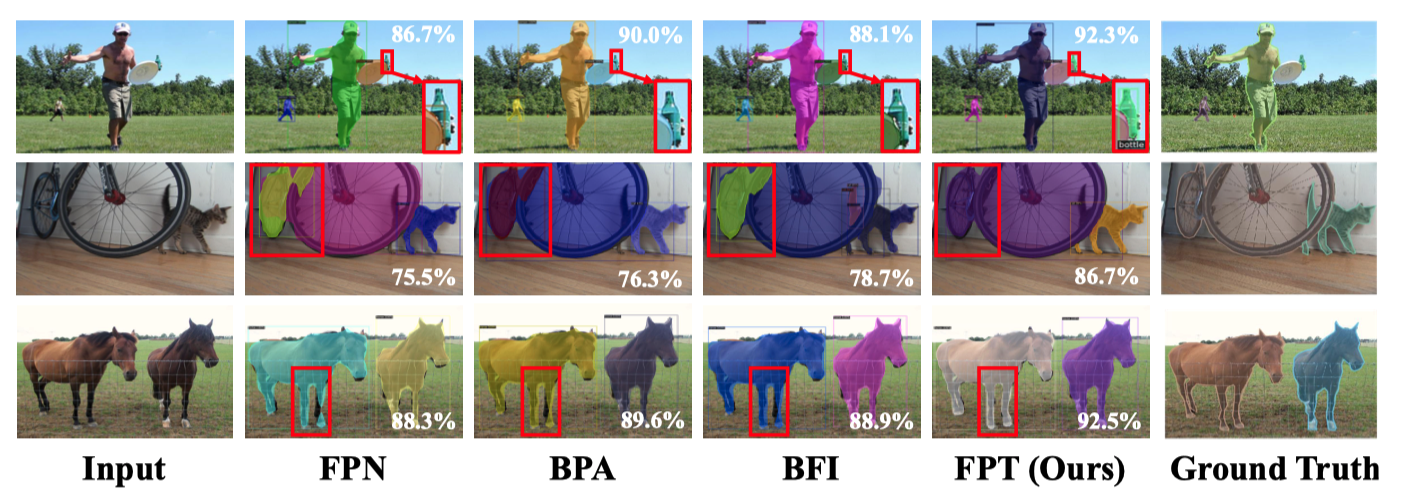 86.7% 90.0% 88.1% 92.3%
bottle
75.5% 76.3% 78.7% 86.7%
88.3% 89.6% 88.9% 92.5%
Input FPN BPA BFI FPT (Ours) Ground Truth